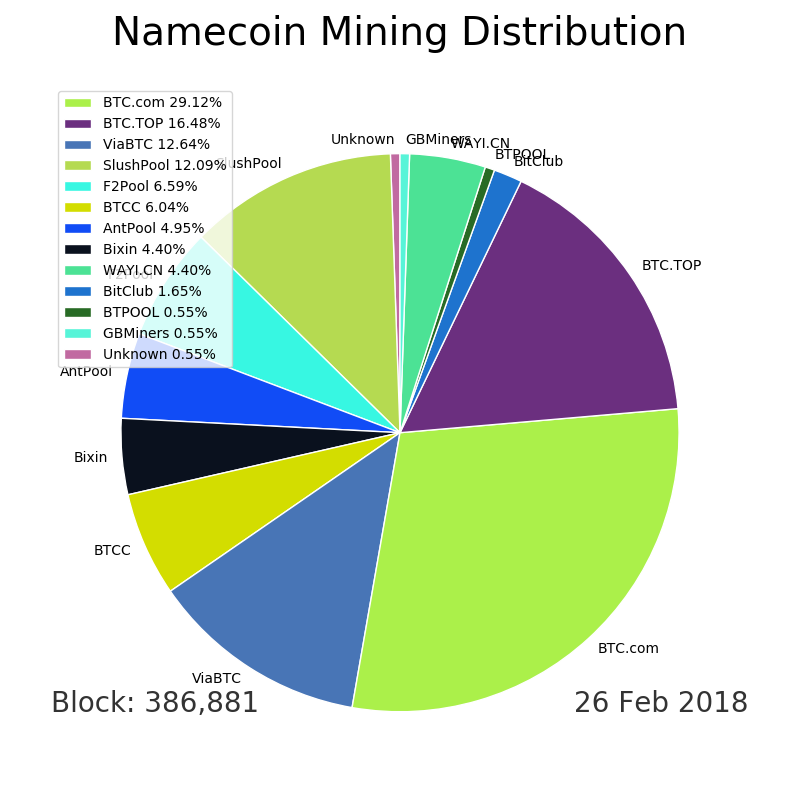 Namecoin Mining Distribution
BTC.com 29.12%
BTC.TOP 16.48%
ViaBTC 12.64%
SlushPool 12.09%
F2Pool 6.59%
BTCC 6.04%
AntPool 4.95%
Bixin 4.40%
WAYI.CN 4.40%
BitClub 1.65%
BTPOOL 0.55%
GBMiners 0.55%
Unknown 0.55%
Unknown
GBMiners
WAYI.CN
BTPOOL
BitClub
SlushPool
BTC.TOP
F2Pool
AntPool
Bixin
BTCC
BTC.com
ViaBTC
Block: 386,881
26 Feb 2018